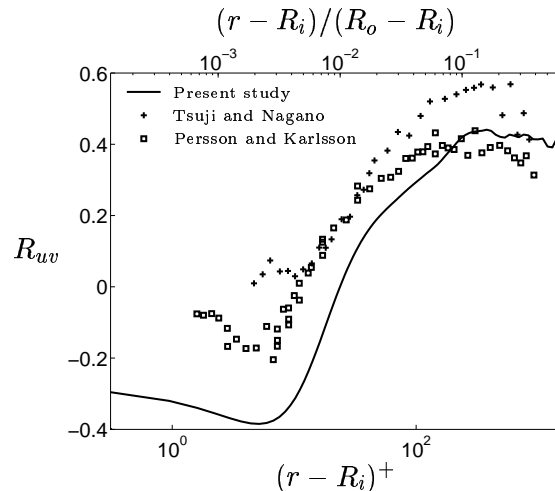 (r − R_i)/(R_o − R_i)
10^−3 10^−2 10^−1
0.6
Present study
Tsuji and Nagano
Persson and Karlsson
0.4
0.2
R_uv
0
−0.2
−0.4
10^0 10^2
(r − R_i)^+